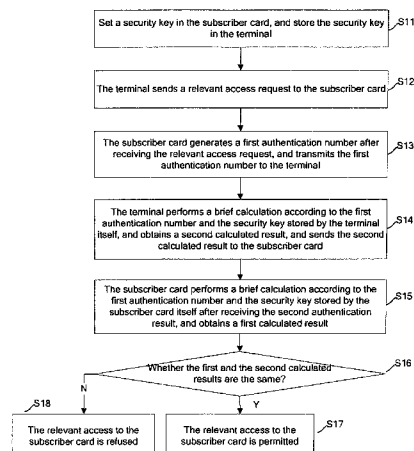 Set a security key in the subscriber card, and store the security key
in the terminal
S11
The terminal sends a relevant access request to the subscriber card
S12
The subscriber card generates a first authentication number after
receiving the relevant access request, and transmits the first
authentication number to the terminal
S13
The terminal performs a brief calculation according to the first
authentication number and the security key stored by the terminal
itself, and obtains a second calculated result, and sends the second
calculated result to the subscriber card
S14
The subscriber card performs a brief calculation according to the
first authentication number and the security key stored by the
subscriber card itself after receiving the second authentication
result, and obtains a first calculated result
S15
Whether the first and the second calculated
results are the same?
S16
N
Y
S18
The relevant access to the
subscriber card is refused
The relevant access to the
subscriber card is permitted
S17